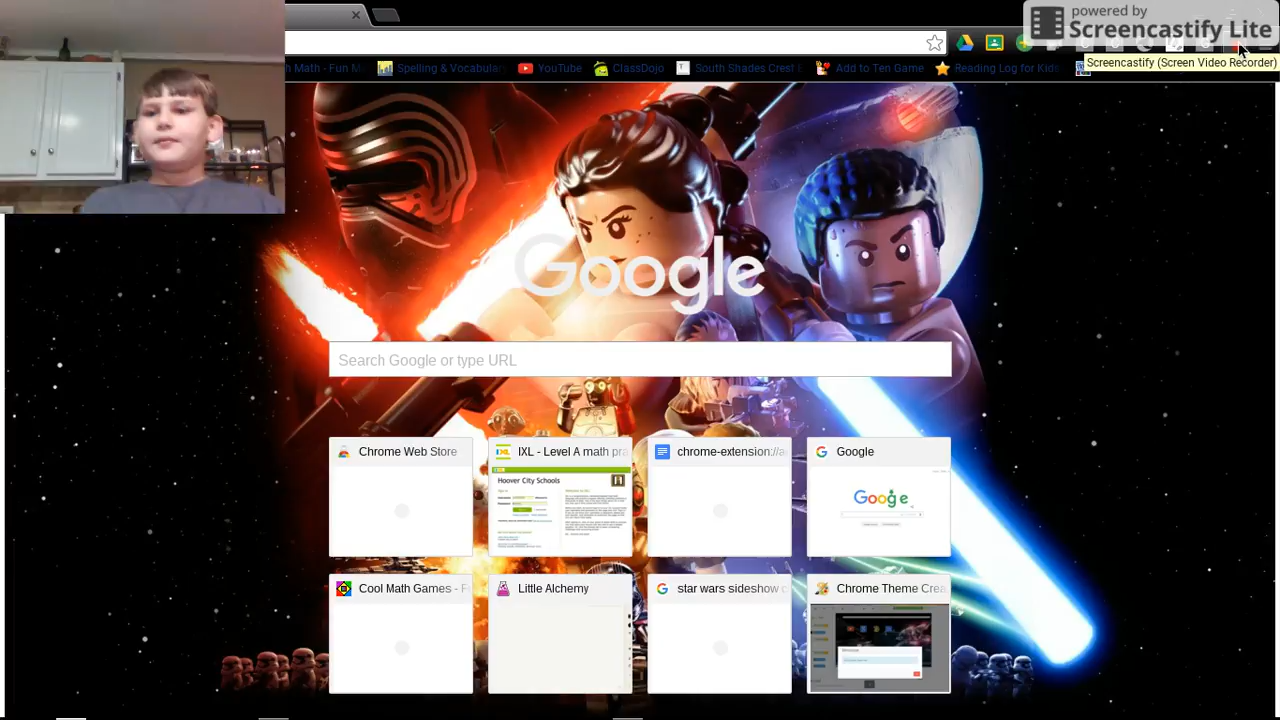 powered by
Screencastify Lite
Math - Fun M
Spelling & Vocabula
YouTube
ClassDojo
South Shades Crest E
Add to Ten Game
Reading Log for Kids
Screencastify (Screen Video Recorder)
Google
Search Google or type URL
Chrome Web Store
IXL - Level A math pra
chrome-extension://a
Google
Hoover City Schools
Google
Cool Math Games - F
Little Alchemy
star wars sideshow c
Chrome Theme Crea